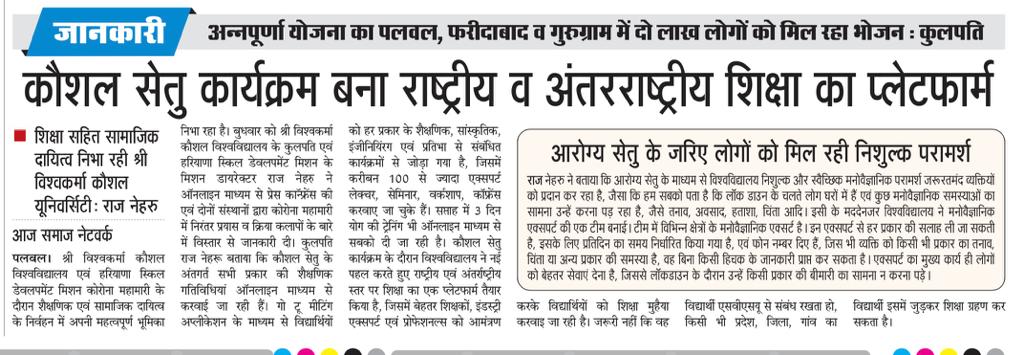 जानकारी
अन्नपूर्णा योजना का पलवल, फरीदाबाद व गुरुग्राम में दो लाख लोगों को मिल रहा भोजन : कुलपति
कौशल सेतु कार्यक्रम बना राष्ट्रीय व अंतरराष्ट्रीय शिक्षा का प्लेटफार्म
शिक्षा सहित सामाजिक
दायित्व निभा रही श्री
विश्वकर्मा कौशल
यूनिवर्सिटी: राज नेहरु
आज समाज नेटवर्क
पलवल। श्री विश्वकर्मा कौशल
विश्वविद्यालय एवं हरियाणा स्किल
डेवलपमेंट मिशन कोरोना महामारी के
दौरान शैक्षणिक एवं सामाजिक दायित्व
के निर्वहन में अपनी महत्वपूर्ण भूमिका
निभा रहा है। बुधवार को श्री विश्वकर्मा
कौशल विश्वविद्यालय के कुलपति एवं
हरियाणा स्किल डेवलपमेंट मिशन के
मिशन डायरेक्टर राज नेहरु ने
ऑनलाइन माध्यम से प्रेस कान्फ्रेंस की
एवं दोनों संस्थानों द्वारा कोरोना महामारी
में निरंतर प्रयास व क्रिया कलापों के बारे
में विस्तार से जानकारी दी। कुलपति
राज नेहरू बताया कि कौशल सेतु के
अंतर्गत सभी प्रकार की शैक्षणिक
गतिविधियां ऑनलाइन माध्यम से
करवाई जा रही हैं। गो टू मीटिंग
अप्लीकेशन के माध्यम से विद्यार्थियों
को हर प्रकार के शैक्षणिक, सांस्कृतिक,
इंजीनियरिंग एवं प्रतिभा से संबंधित
कार्यक्रमों से जोड़ा गया है, जिसमें
करीबन 100 से ज्यादा एक्सपर्ट
लेक्चर, सेमिनार, वर्कशाप, कॉफ्रेंस
करवाए जा चुके हैं। सप्ताह में 3 दिन
योग की ट्रेनिंग भी ऑनलाइन माध्यम से
सबको दी जा रही है। कौशल सेतु
कार्यक्रम के दौरान विश्वविद्यालय ने नई
पहल करते हुए राष्ट्रीय एवं अंतर्राष्ट्रीय
स्तर पर शिक्षा का एक प्लेटफार्म तैयार
किया है, जिसमें बेहतर शिक्षकों, इंडस्ट्री
एक्सपर्ट एवं प्रोफेशनल्स को आमंत्रण
आरोग्य सेतु के जरिए लोगों को मिल रही निशुल्क परामर्श
राज नेहरु ने बताया कि आरोग्य सेतु के माध्यम से विश्वविद्यालय निशुल्क और स्वैच्छिक मनोवैज्ञानिक परामर्श जरूरतमंद व्यक्तियों
को प्रदान कर रहा है, जैसा कि हम सबको पता है कि लॉक डाउन के चलते लोग घरों में हैं एवं कुछ मनोवैज्ञानिक समस्याओं का
सामना उन्हें करना पड़ रहा है, जैसे तनाव, अवसाद, हताशा, चिंता आदि। इसी के मददेनजर विश्वविद्यालय ने मनोवैज्ञानिक
एक्सपर्ट की एक टीम बनाई। टीम में विभिन्न क्षेत्रों के मनोवैज्ञानिक एक्सपर्ट है। इन एक्सपर्ट से हर प्रकार की सलाह ली जा सकती
है, इसके लिए प्रतिदिन का समय निर्धारित किया गया है, एवं फोन नम्बर दिए हैं, जिस भी व्यक्ति को किसी भी प्रकार का तनाव,
चिंता या अन्य प्रकार की समस्या है, वह बिना किसी हिचक के जानकारी प्राप्त कर सकता है। एक्सपर्ट का मुख्य कार्य ही लोगों
को बेहतर सेवाएं देना है, जिससे लॉकडाउन के दौरान उन्हें किसी प्रकार की बीमारी का सामना न करना पड़े।
करके विद्यार्थियों को शिक्षा मुहैया
करवाइ जा रही है। जरूरी नहीं कि वह
विद्यार्थी एसवीएसयू से संबंध रखता हो,
किसी भी प्रदेश, जिला, गांव का
विद्यार्थी इसमें जुड़कर शिक्षा ग्रहण कर
सकता है।